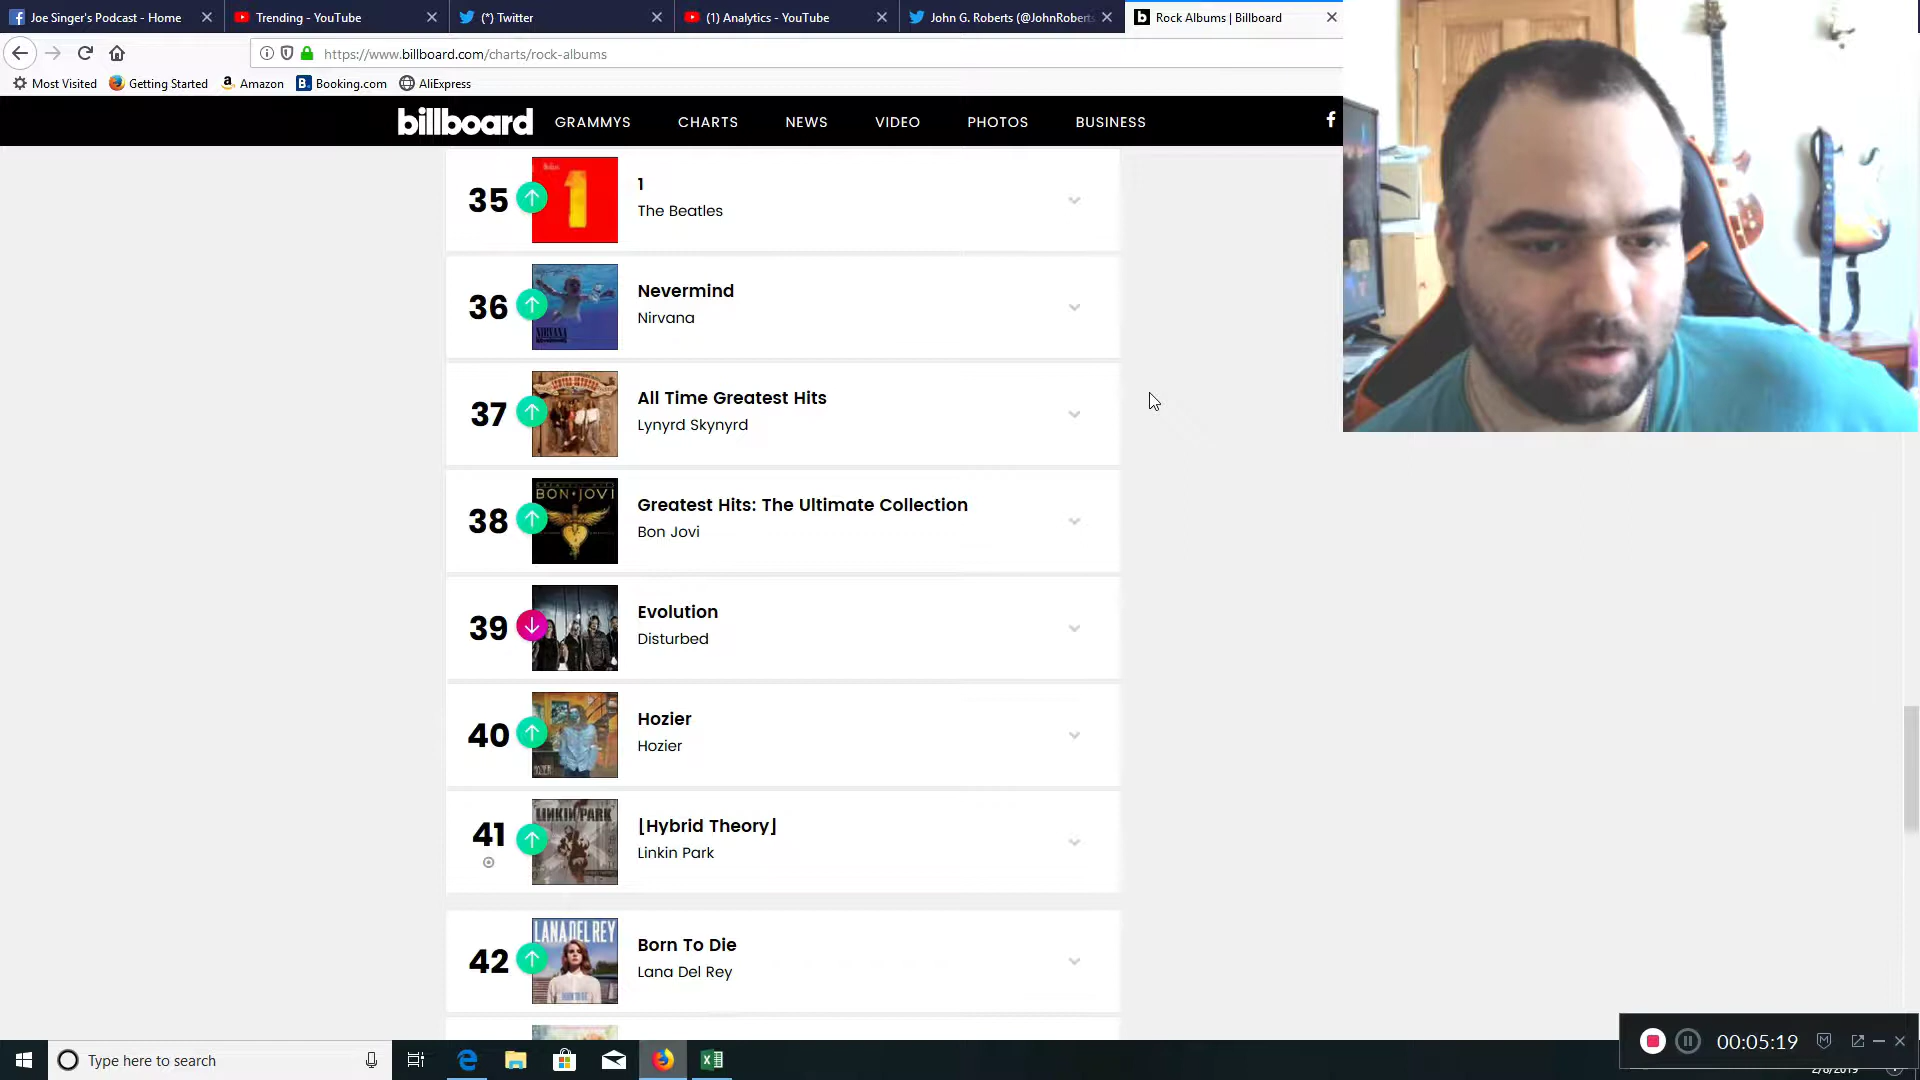 Joe Singer's Podcast - Home
Trending - YouTube
(*) Twitter
(1) Analytics - YouTube
John G. Roberts (@JohnRoberts
Rock Albums | Billboard
https://www.billboard.com/charts/rock-albums
Most Visited
Getting Started
Amazon
Booking.com
AliExpress
billboard
GRAMMYS
CHARTS
NEWS
VIDEO
PHOTOS
BUSINESS
35
1
The Beatles
36
Nevermind
Nirvana
37
All Time Greatest Hits
Lynyrd Skynyrd
38
Greatest Hits: The Ultimate Collection
Bon Jovi
39
Evolution
Disturbed
40
Hozier
Hozier
41
[Hybrid Theory]
Linkin Park
42
Born To Die
Lana Del Rey
1
NIRVANA
BON JOVI
LINKIN PARK
LANA DEL REY
Type here to search
00:05:19